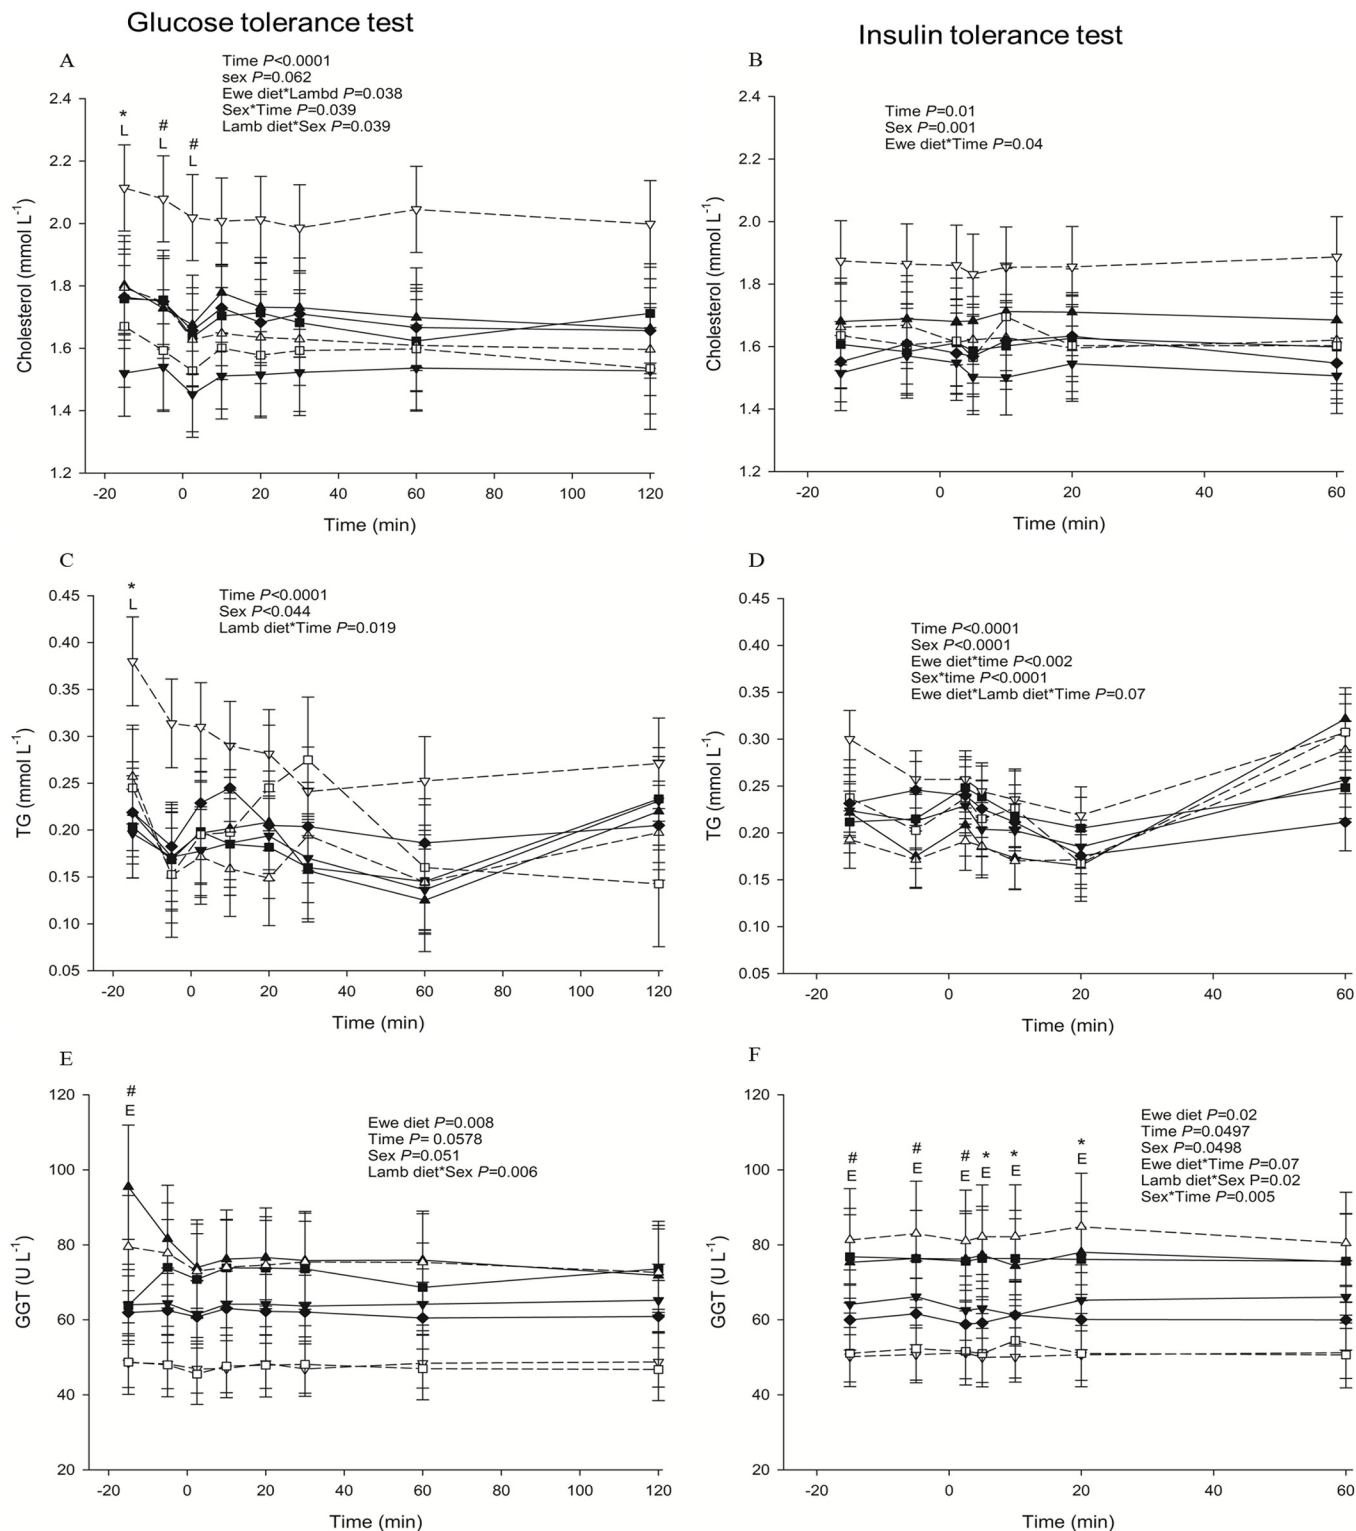 Glucose tolerance test
Insulin tolerance test
A
Time P<0.0001
sex P=0.062
Ewe diet*Lambd P=0.038
Sex*Time P=0.039
Lamb diet*Sex P=0.039
* # #
L L L
Cholesterol (mmol L⁻¹)
2.4
2.2
2.0
1.8
1.6
1.4
1.2
-20 0 20 40 60 80 100 120
Time (min)
B
Time P=0.01
Sex P=0.001
Ewe diet*Time P=0.04
Cholesterol (mmol L⁻¹)
2.4
2.2
2.0
1.8
1.6
1.4
1.2
-20 0 20 40 60
Time (min)
C
*
L
Time P<0.0001
Sex P<0.044
Lamb diet*Time P=0.019
TG (mmol L⁻¹)
0.45
0.40
0.35
0.30
0.25
0.20
0.15
0.10
0.05
-20 0 20 40 60 80 100 120
Time (min)
D
Time P<0.0001
Sex P<0.0001
Ewe diet*time P<0.002
Sex*time P<0.0001
Ewe diet*Lamb diet*Time P=0.07
TG (mmol L⁻¹)
0.45
0.40
0.35
0.30
0.25
0.20
0.15
0.10
0.05
-20 0 20 40 60
Time (min)
E
#
E
Ewe diet P=0.008
Time P= 0.0578
Sex P=0.051
Lamb diet*Sex P=0.006
GGT (U L⁻¹)
120
100
80
60
40
20
-20 0 20 40 60 80 100 120
Time (min)
F
Ewe diet P=0.02
Time P=0.0497
Sex P=0.0498
Ewe diet*Time P=0.07
Lamb diet*Sex P=0.02
Sex*Time P=0.005
# # # * * *
E E E E E E
GGT (U L⁻¹)
120
100
80
60
40
20
-20 0 20 40 60
Time (min)